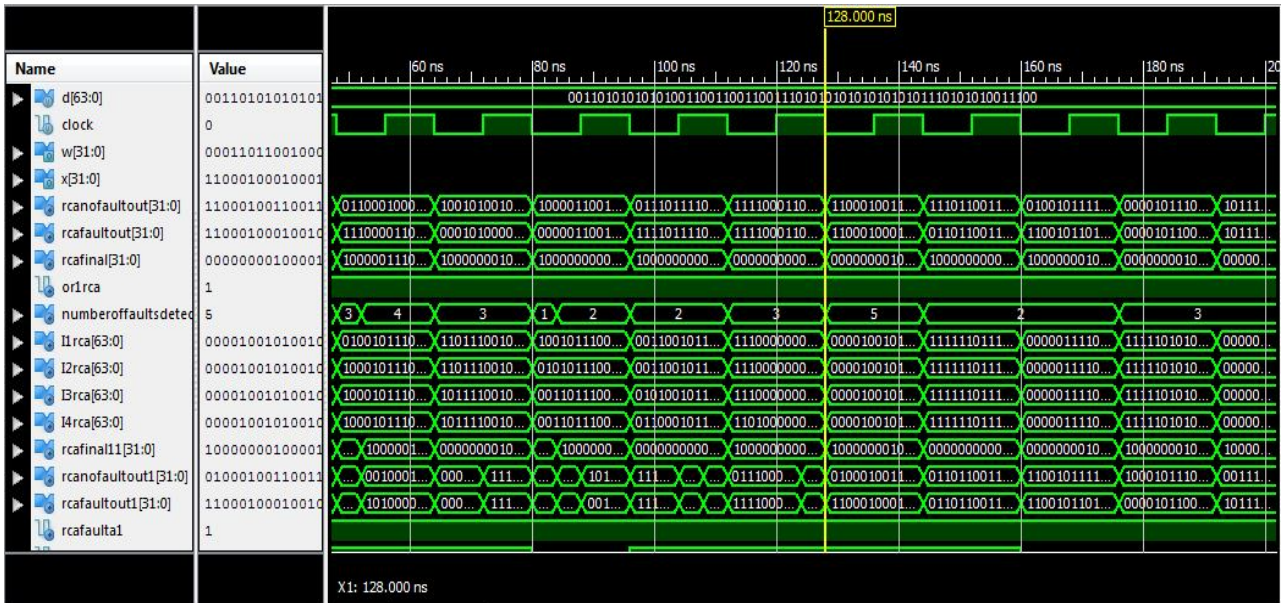 128.000 ns
60 ns 80 ns 100 ns 120 ns 140 ns 160 ns 180 ns 20
Name Value
d[63:0] 00110101010101
clock 0
w[31:0] 00011011001000
x[31:0] 11000100010001
rcanofaultout[31:0] 11000100110011 0110001000... 1001010010... 1000011001... 0111011110... 1111000110... 1100010011... 1110110011... 0100101111... 0000101110... 10111...
rcafaultout[31:0] 11000100010010 1110000110... 0001010000... 0000011001... 1111011110... 1111000110... 1100010001... 0110110011... 1100101101... 0000101100... 10111...
rcafinal[31:0] 00000000100001 1000001110... 1000000010... 1000000000... 1000000000... 0000000000... 0000000010... 1000000000... 1000000010... 0000000010... 00000...
or1rca 1
numberoffaultsdetec 5 3 4 3 1 2 2 3 5 2 3
l1rca[63:0] 00001001010010 0100101110... 1101110010... 1001011100... 0011001011... 1110000000... 0000100101... 1111111011... 0000011110... 1111101010... 00000...
l2rca[63:0] 00001001010010 1000101110... 1101110010... 0101011100... 0011001011... 1110000000... 0000100101... 1111110111... 0000011110... 1111101010... 00000...
l3rca[63:0] 00001001010010 1000101110... 1011110010... 0011011100... 0101001011... 1110000000... 0000100101... 1111110111... 0000011110... 1111101010... 00000...
l4rca[63:0] 00001001010010 1000101110... 1011110010... 0011011100... 0110001011... 1101000000... 0000100101... 1111110111... 0000011110... 1111101010... 00000...
rcafinal11[31:0] 10000000100001 ... 1000001... 0000000010... ... 1000000... 0000000000... 0000000010... 1000000010... 0000000000... 0000000010... 1000000010... 10000...
rcanofaultout1[31:0] 01000100110011 ... 0010001... 000... 111... ... ... 101... 111... ... ... 0111000... ... 0100010011... 0110110011... 1100101111... 1000101110... 00111...
rcafaultout1[31:0] 11000100010010 ... 1010000... 000... 111... ... ... 001... 111... ... ... 1111000... ... 1100010001... 0110110011... 1100101101... 0000101100... 10111...
rcafaulta1 1
X1: 128.000 ns